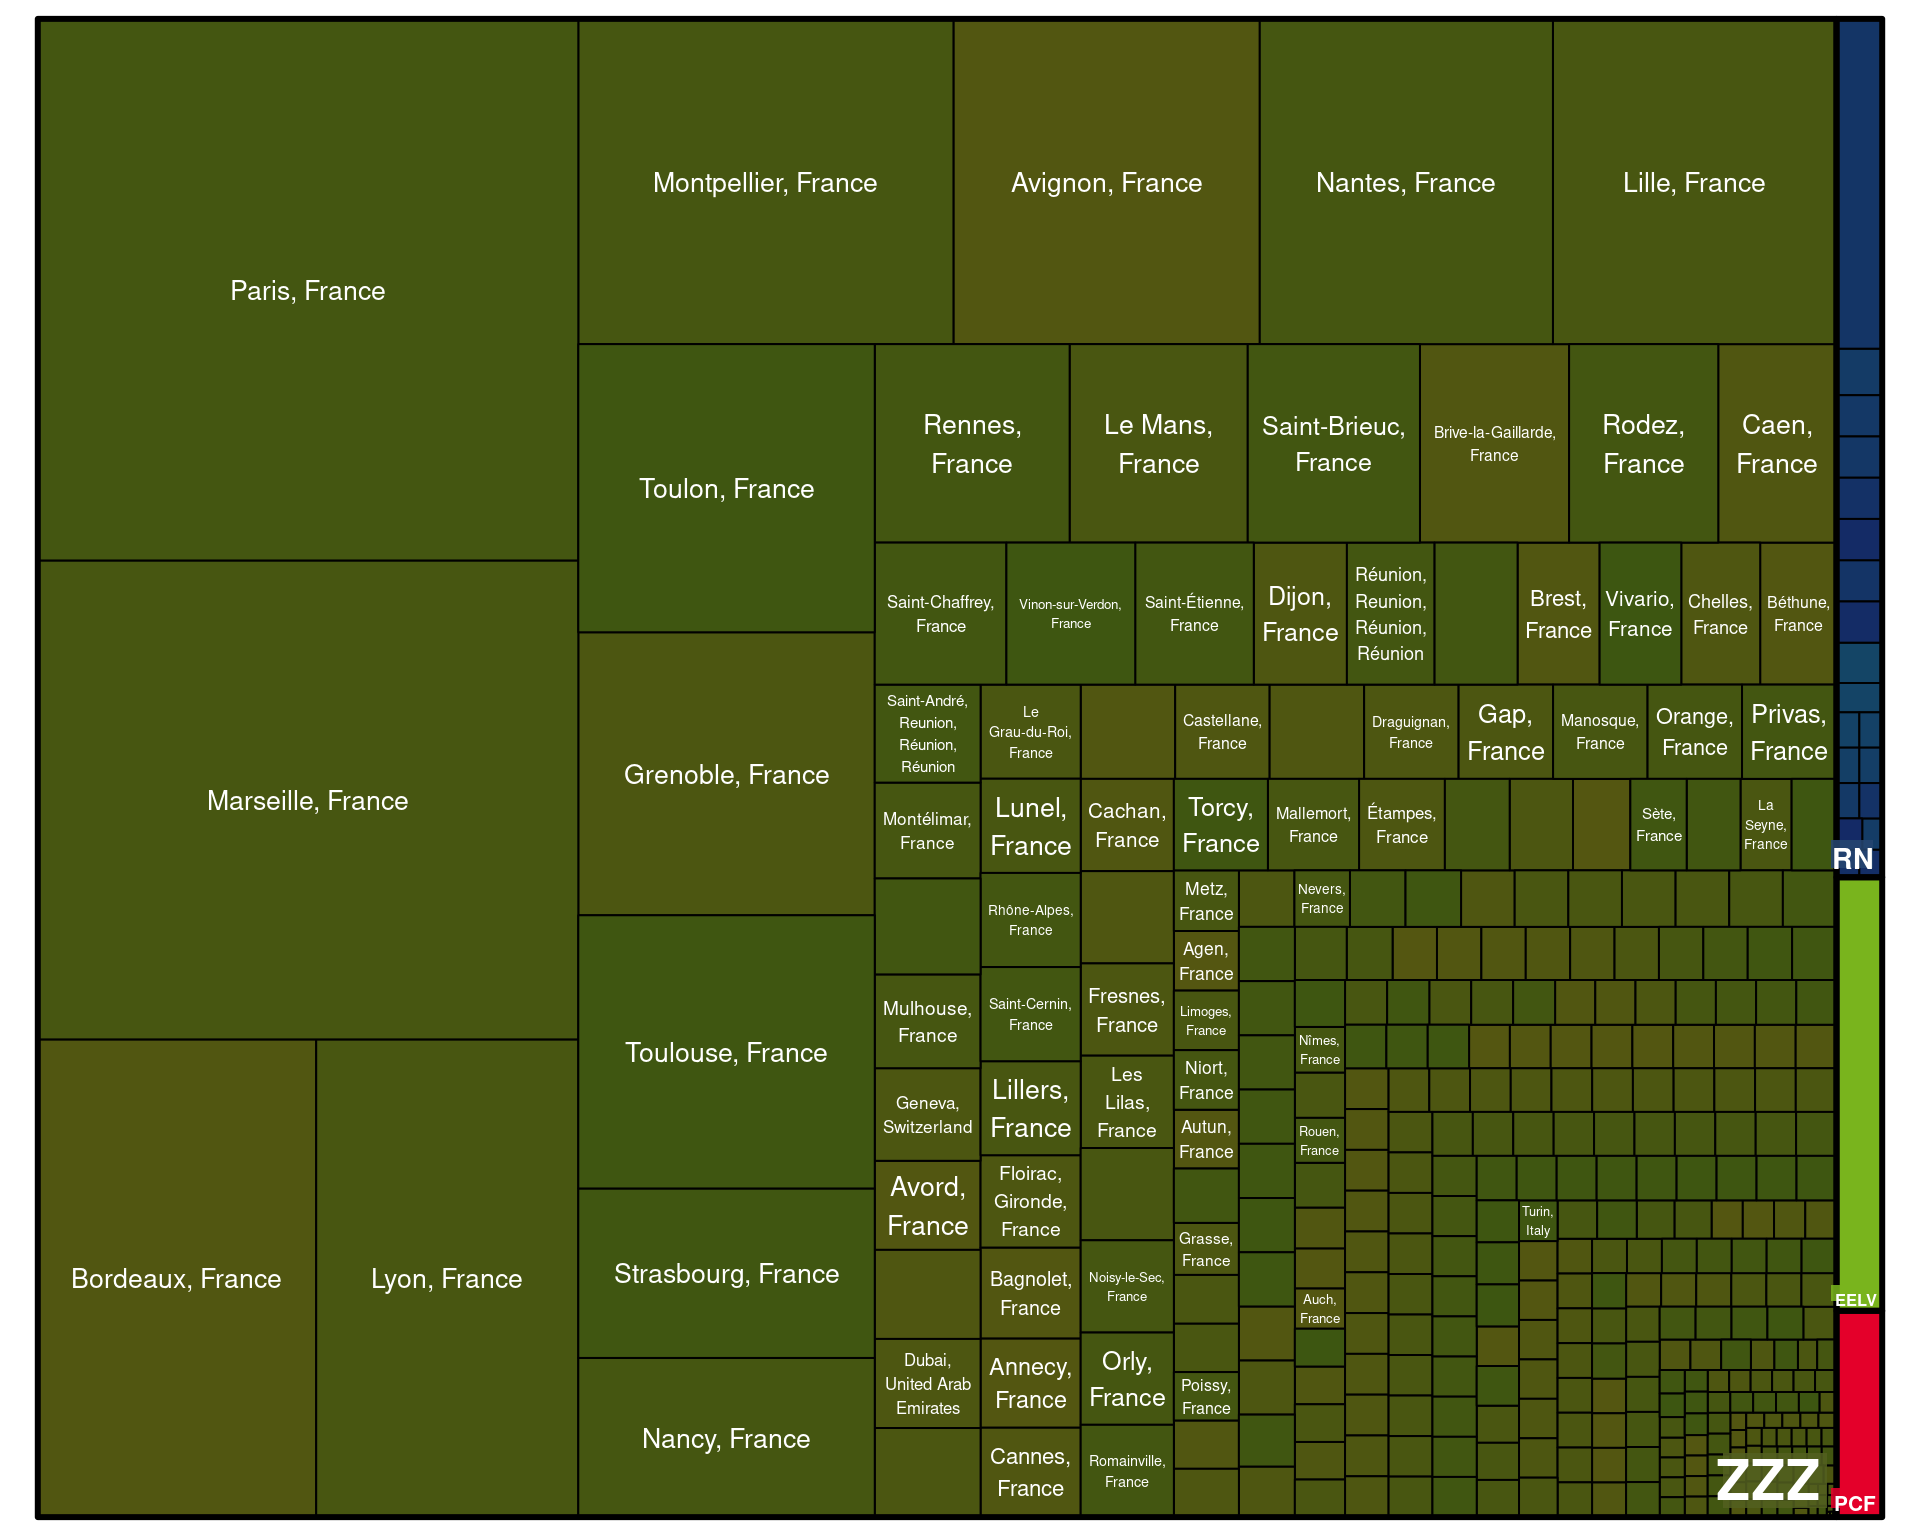 Paris, France
Montpellier, France
Avignon, France
Nantes, France
Lille, France
Marseille, France
Bordeaux, France
Lyon, France
Toulon, France
Grenoble, France
Toulouse, France
Strasbourg, France
Nancy, France
Rennes,
France
Le Mans,
France
Saint-Brieuc,
France
Brive-la-Gaillarde,
France
Rodez,
France
Caen,
France
Saint-Chaffrey,
France
Vinon-sur-Verdon,
France
Saint-Étienne,
France
Dijon,
France
Réunion,
Reunion,
Réunion,
Réunion
Brest,
France
Vivario,
France
Chelles,
France
Béthune,
France
Saint-André,
Reunion,
Réunion,
Réunion
Le
Grau-du-Roi,
France
Castellane,
France
Draguignan,
France
Gap,
France
Manosque,
France
Orange,
France
Privas,
France
Montélimar,
France
Lunel,
France
Cachan,
France
Torcy,
France
Mallemort,
France
Étampes,
France
Sète,
France
La
Seyne,
France
Rhône-Alpes,
France
Metz,
France
Nevers,
France
Agen,
France
Mulhouse,
France
Saint-Cernin,
France
Fresnes,
France
Limoges,
France
Nîmes,
France
Geneva,
Switzerland
Lillers,
France
Les
Lilas,
France
Niort,
France
Autun,
France
Rouen,
France
Avord,
France
Floirac,
Gironde,
France
Turin,
Italy
Grasse,
France
Bagnolet,
France
Noisy-le-Sec,
France
Auch,
France
Dubai,
United Arab
Emirates
Annecy,
France
Orly,
France
Poissy,
France
Cannes,
France
Romainville,
France
ZZZ
RN
EELV
PCF